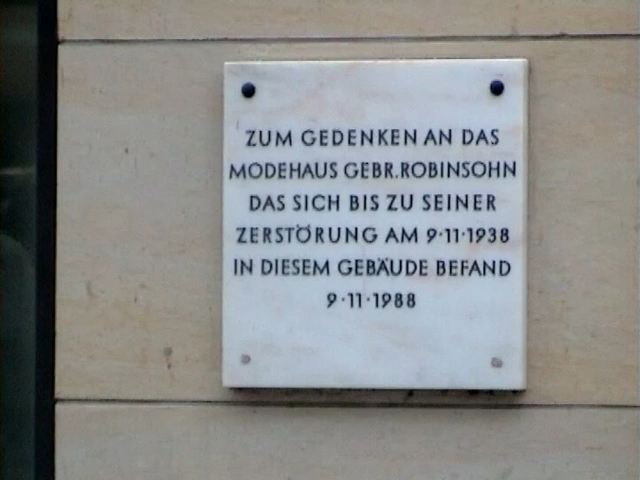 ZUM GEDENKEN AN DAS
MODEHAUS GEBR. ROBINSOHN
DAS SICH BIS ZU SEINER
ZERSTÖRUNG AM 9·11·1938
IN DIESEM GEBÄUDE BEFAND
9·11·1988